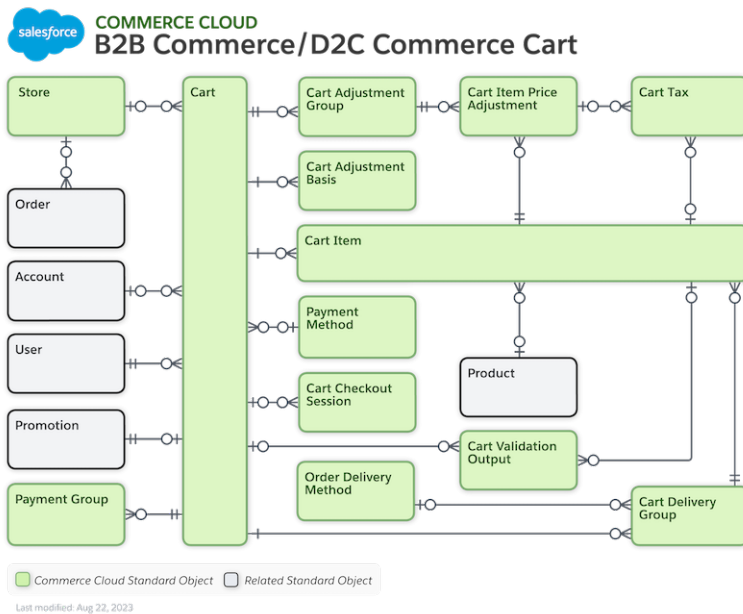 salesforce
COMMERCE CLOUD
B2B Commerce/D2C Commerce Cart
Store
Cart
Cart Adjustment
Group
Cart Item Price
Adjustment
Cart Tax
Cart Adjustment
Basis
Order
Cart Item
Account
Payment
Method
User
Product
Cart Checkout
Session
Promotion
Cart Validation
Output
Order Delivery
Method
Payment Group
Cart Delivery
Group
Commerce Cloud Standard Object
Related Standard Object
Last modified: Aug 22, 2023